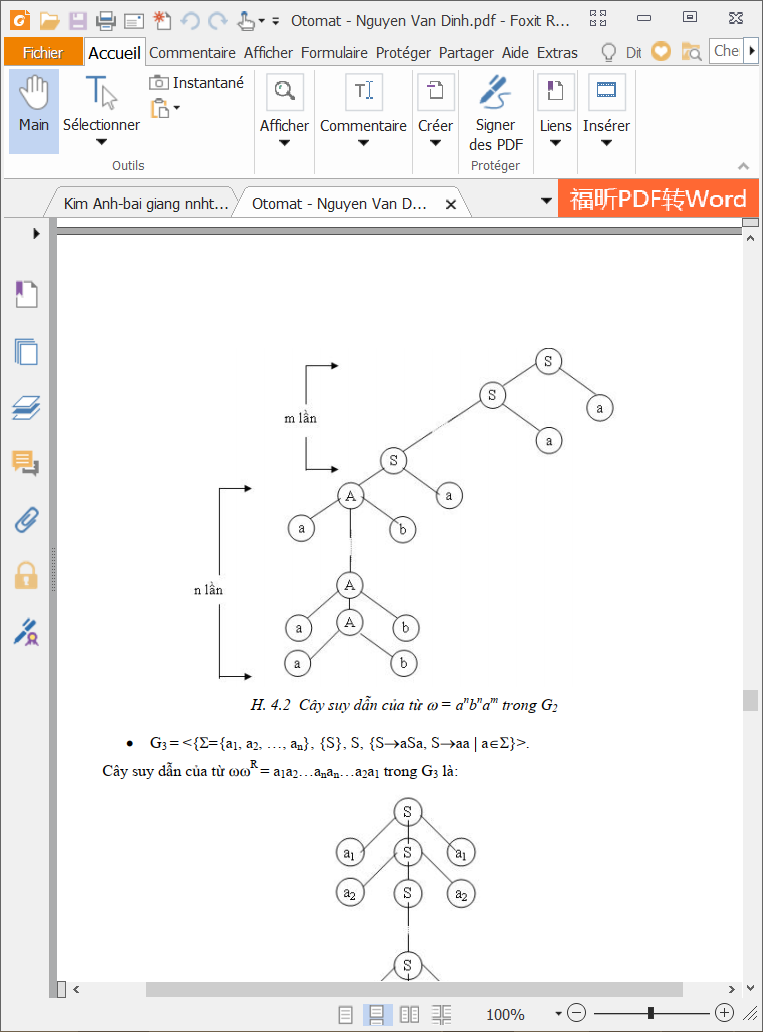 Otomat - Nguyen Van Dinh.pdf - Foxit R...
Fichier Accueil Commentaire Afficher Formulaire Protéger Partager Aide Extras Dit Che
Main Sélectionner Instantané Afficher Commentaire Créer Signer des PDF Liens Insérer
Outils Protéger
Kim Anh-bai giang nnht... Otomat - Nguyen Van D... 福昕PDF转Word
S
S
a
m lần
a
S
A
a
a
b
n lần
A
a
A
b
a
b
H. 4.2 Cây suy dẫn của từ ω = aⁿbⁿaᵐ trong G₂
• G₃ = <{Σ={a₁, a₂, …, aₙ}, {S}, S, {S→aSa, S→aa | a∈Σ}>.
Cây suy dẫn của từ ωωᴿ = a₁a₂…aₙaₙ…a₂a₁ trong G₃ là:
S
a₁ S a₁
a₂ S a₂
S
100%